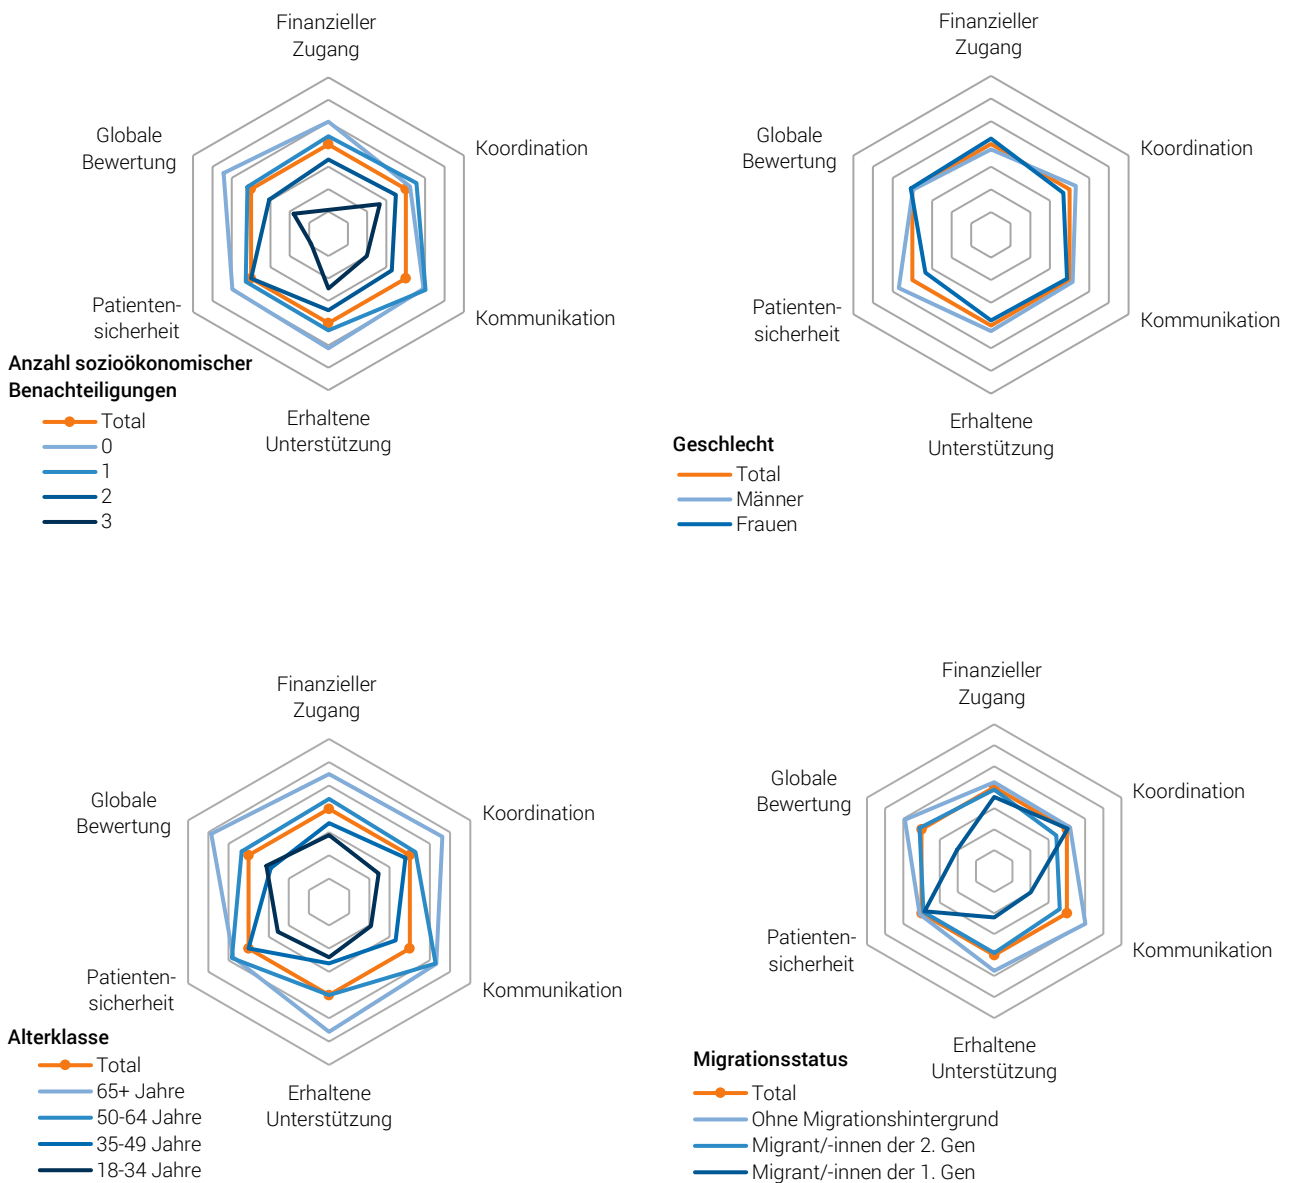 Finanzieller
Zugang
Globale
Bewertung
Koordination
Patienten-
sicherheit
Kommunikation
Erhaltene
Unterstützung
Anzahl sozioökonomischer
Benachteiligungen
Total
0
1
2
3
Finanzieller
Zugang
Globale
Bewertung
Koordination
Patienten-
sicherheit
Kommunikation
Erhaltene
Unterstützung
Geschlecht
Total
Männer
Frauen
Finanzieller
Zugang
Globale
Bewertung
Koordination
Patienten-
sicherheit
Kommunikation
Erhaltene
Unterstützung
Alterklasse
Total
65+ Jahre
50-64 Jahre
35-49 Jahre
18-34 Jahre
Finanzieller
Zugang
Globale
Bewertung
Koordination
Patienten-
sicherheit
Kommunikation
Erhaltene
Unterstützung
Migrationsstatus
Total
Ohne Migrationshintergrund
Migrant/-innen der 2. Gen
Migrant/-innen der 1. Gen